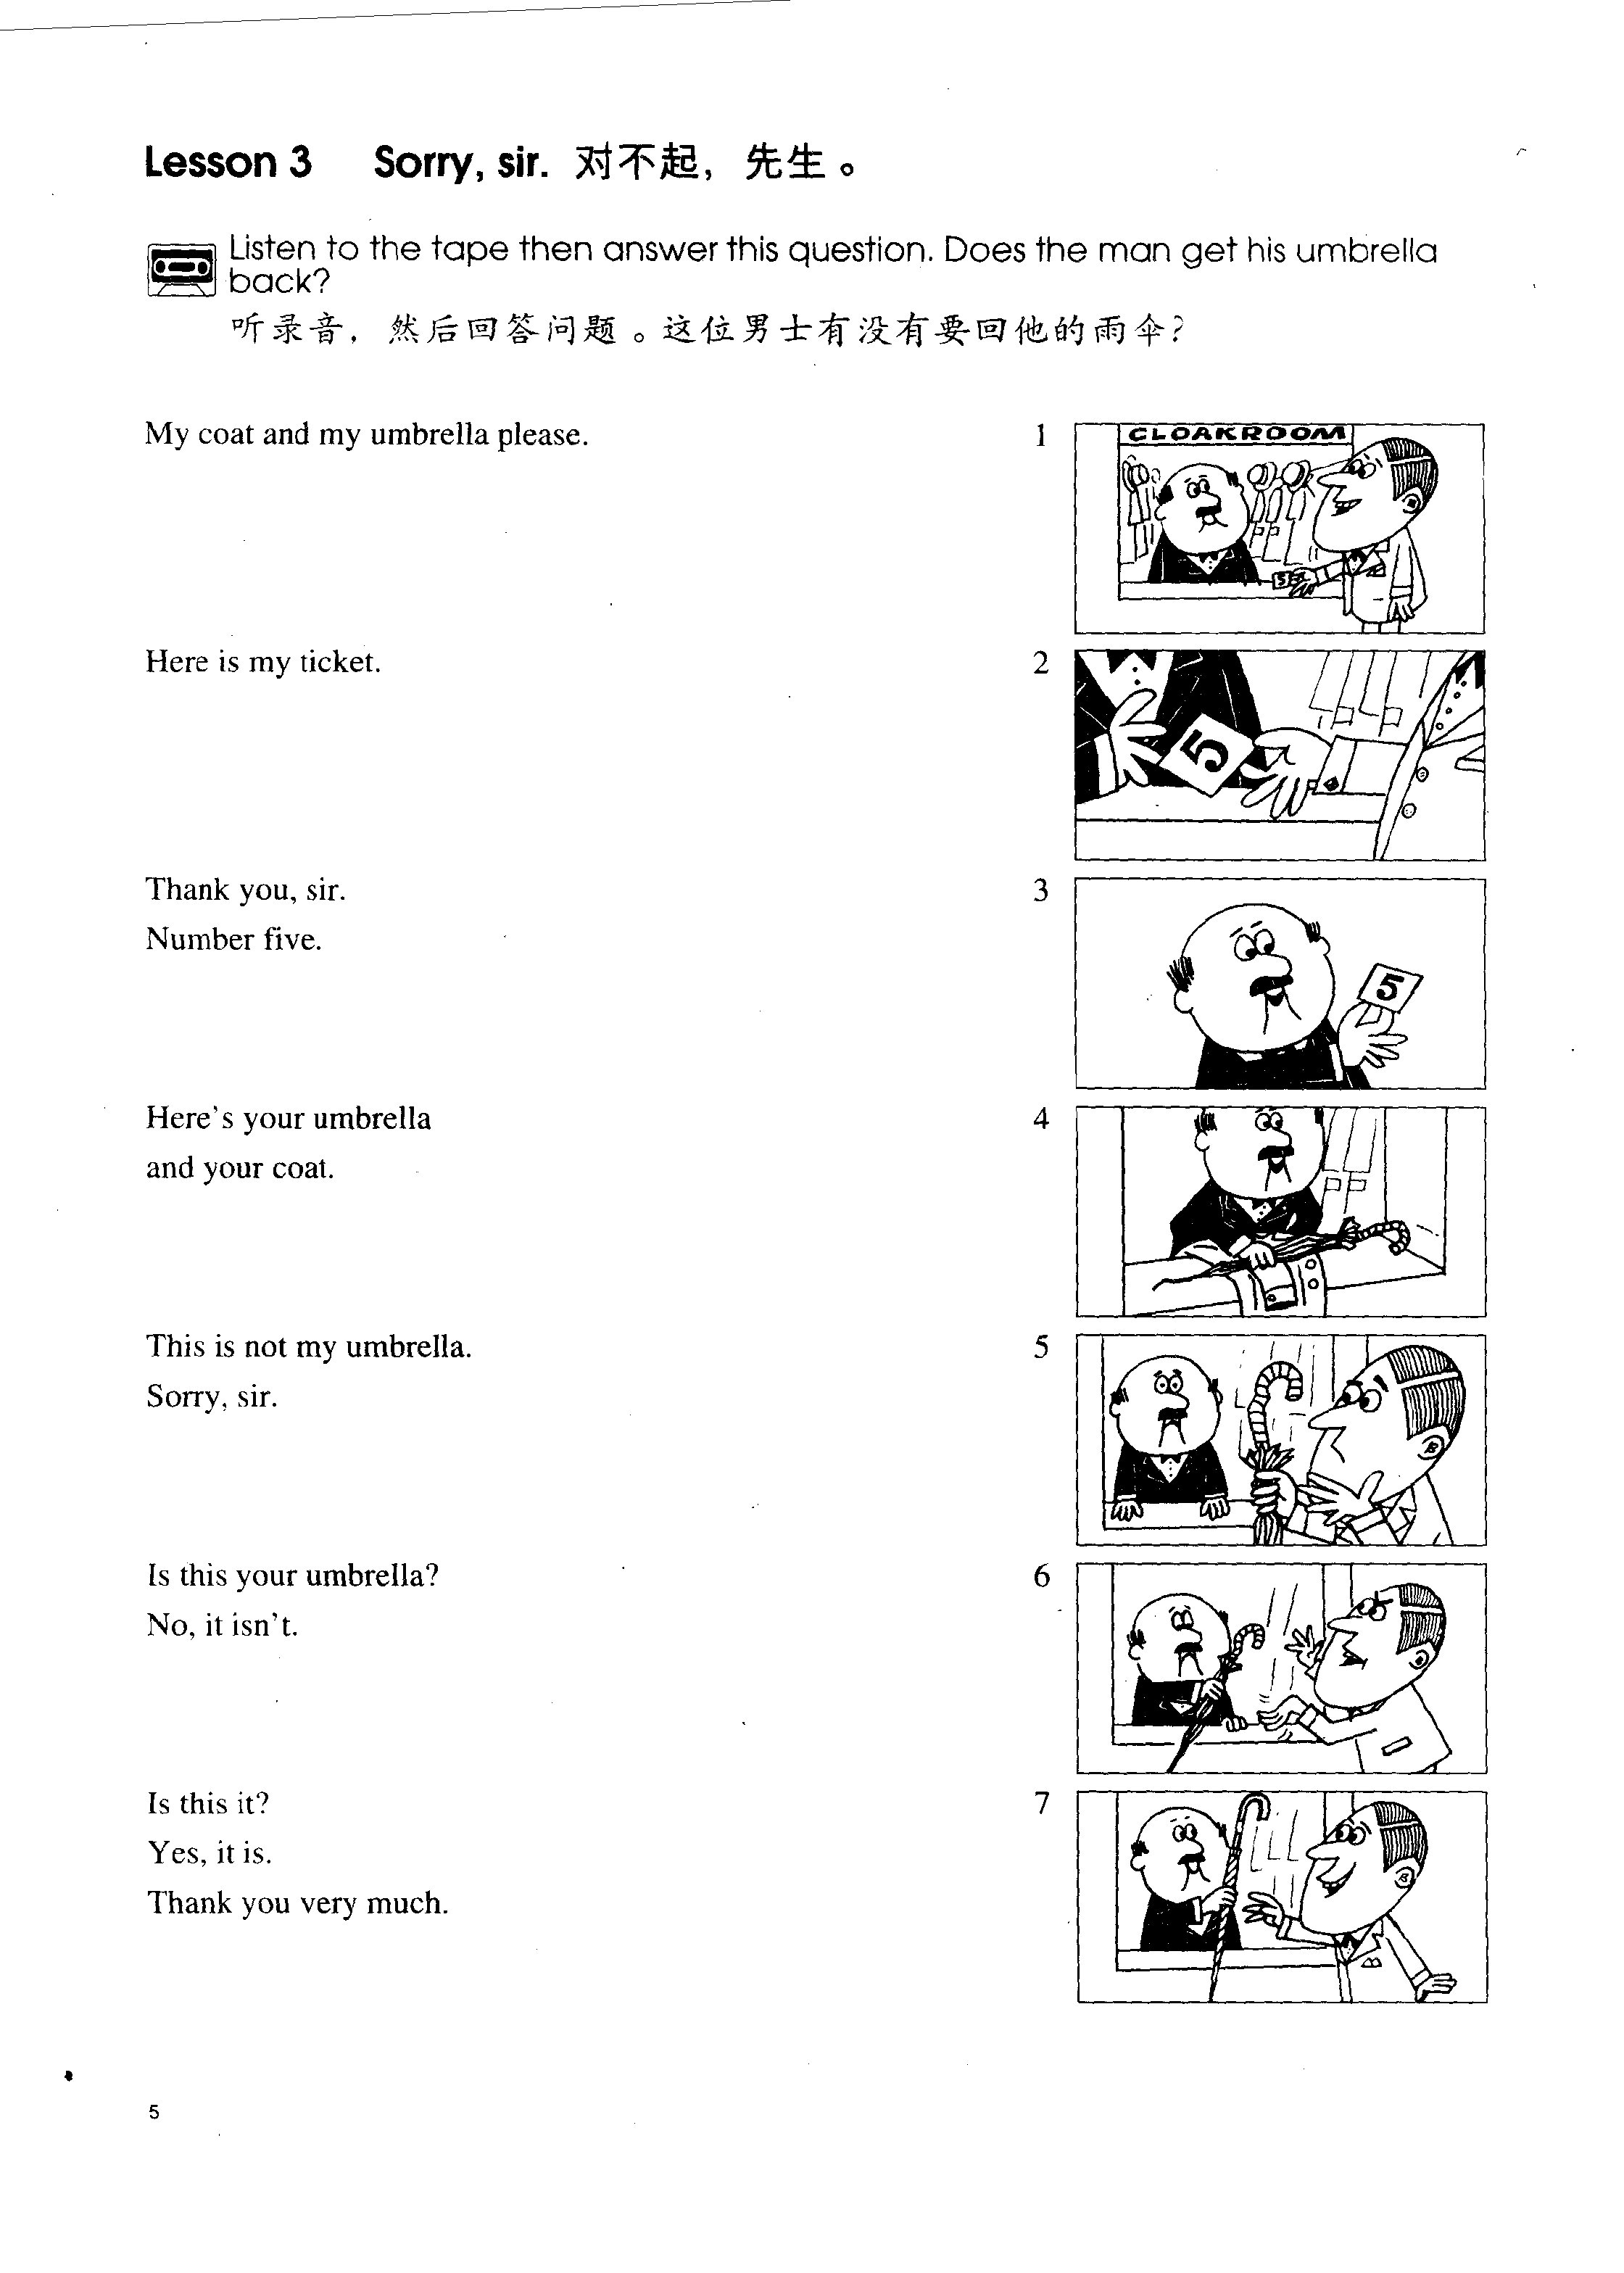 Lesson 3 Sorry, sir. 对不起，先生。
Listen to the tape then answer this question. Does the man get his umbrella
back?
听录音，然后回答问题。这位男士有没有要回他的雨伞?
My coat and my umbrella please.
1
CLOAKROOM
5
Here is my ticket.
2
5
Thank you, sir.
3
Number five.
5
Here's your umbrella
4
and your coat.
This is not my umbrella.
5
Sorry, sir.
Is this your umbrella?
6
No, it isn't.
Is this it?
7
Yes, it is.
Thank you very much.
5